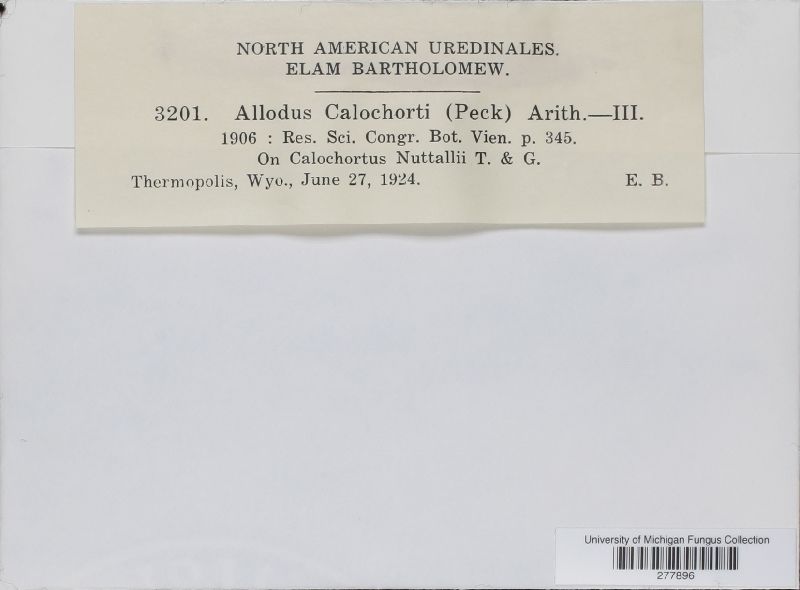 NORTH AMERICAN UREDINALES.
ELAM BARTHOLOMEW.
3201. Allodus Calochorti (Peck) Arith.—III.
1906 : Res. Sci. Congr. Bot. Vien. p. 345.
On Calochortus Nuttallii T. & G.
Thermopolis, Wyo., June 27, 1924. E. B.
University of Michigan Fungus Collection
277896